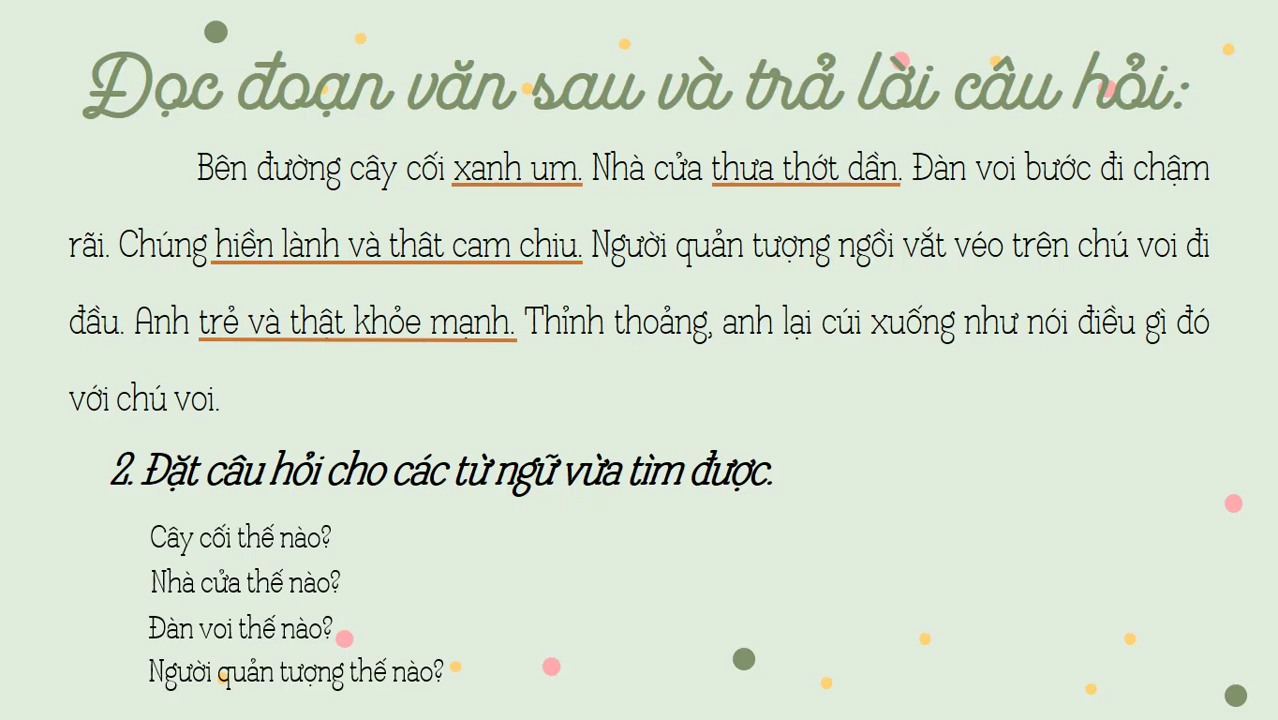 Đọc đoạn văn sau và trả lời câu hỏi:
Bên đường cây cối xanh um. Nhà cửa thưa thớt dần. Đàn voi bước đi chậm
rãi. Chúng hiền lành và thật cam chịu. Người quản tượng ngồi vắt véo trên chú voi đi
đầu. Anh trẻ và thật khỏe mạnh. Thỉnh thoảng, anh lại cúi xuống như nói điều gì đó
với chú voi.
2. Đặt câu hỏi cho các từ ngữ vừa tìm được.
Cây cối thế nào?
Nhà cửa thế nào?
Đàn voi thế nào?
Người quản tượng thế nào?